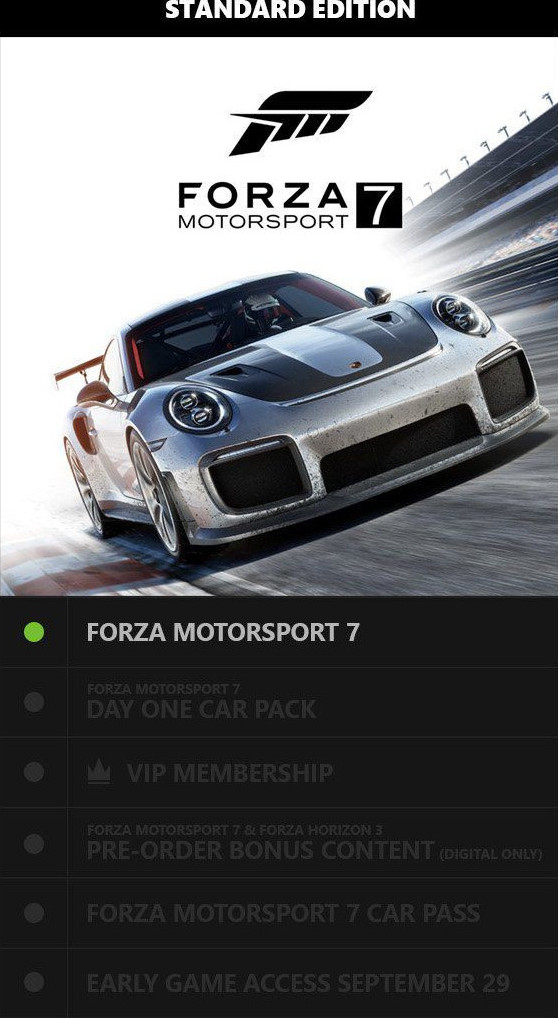 STANDARD EDITION
FORZA
MOTORSPORT 7
FORZA MOTORSPORT 7
FORZA MOTORSPORT 7
DAY ONE CAR PACK
VIP MEMBERSHIP
FORZA MOTORSPORT 7 & FORZA HORIZON 3
PRE-ORDER BONUS CONTENT (DIGITAL ONLY)
FORZA MOTORSPORT 7 CAR PASS
EARLY GAME ACCESS SEPTEMBER 29